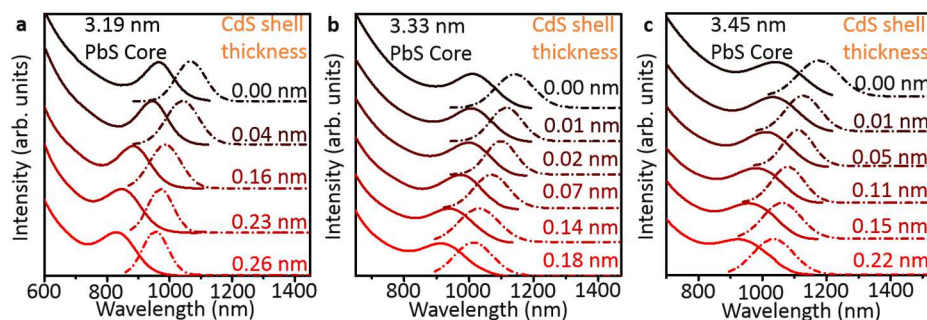 a
3.19 nm
PbS Core
CdS shell
thickness
0.00 nm
0.04 nm
0.16 nm
0.23 nm
0.26 nm
Intensity (arb. units)
600 800 1000 1200 1400
Wavelength (nm)
b
3.33 nm
PbS Core
CdS Shell
thickness
0.00 nm
0.01 nm
0.02 nm
0.07 nm
0.14 nm
0.18 nm
Intensity (arb. units)
600 800 1000 1200 1400
Wavelength (nm)
c
3.45 nm
PbS Core
CdS Shell
thickness
0.00 nm
0.01 nm
0.05 nm
0.11 nm
0.15 nm
0.22 nm
Intensity (arb. units)
800 1000 1200 1400
Wavelength (nm)